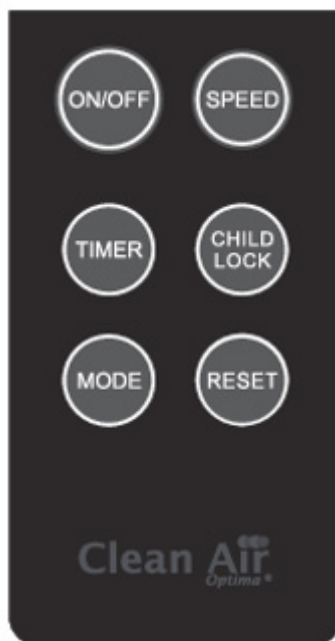 ON/OFF
SPEED
TIMER
CHILD
LOCK
MODE
RESET
Clean Air
Optima®